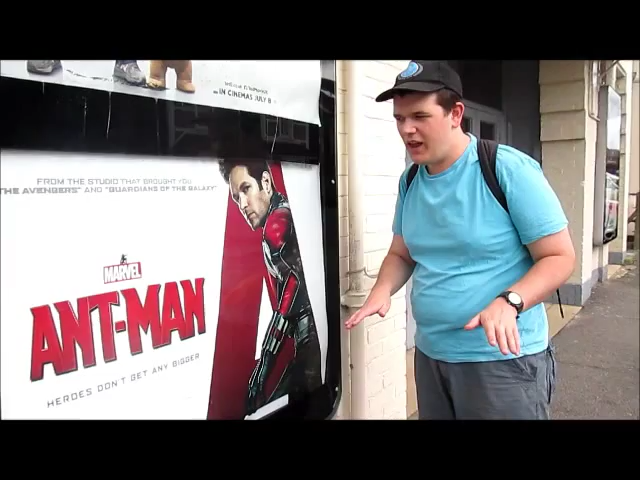 IN CINEMAS JULY 9
FROM THE STUDIO THAT BROUGHT YOU
THE AVENGERS" AND "GUARDIANS OF THE GALAXY"
MARVEL
ANT-MAN
HEROES DON'T GET ANY BIGGER